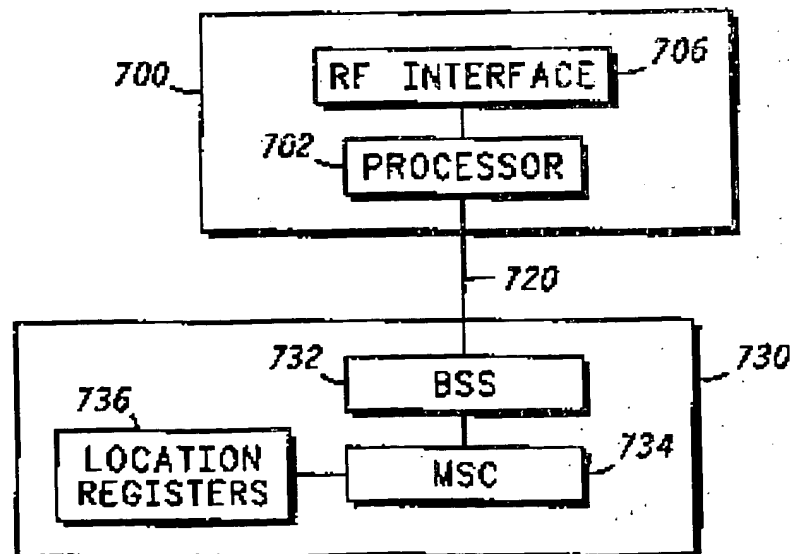 700
RF INTERFACE
706
702
PROCESSOR
720
732
BSS
730
736
LOCATION
REGISTERS
MSC
734